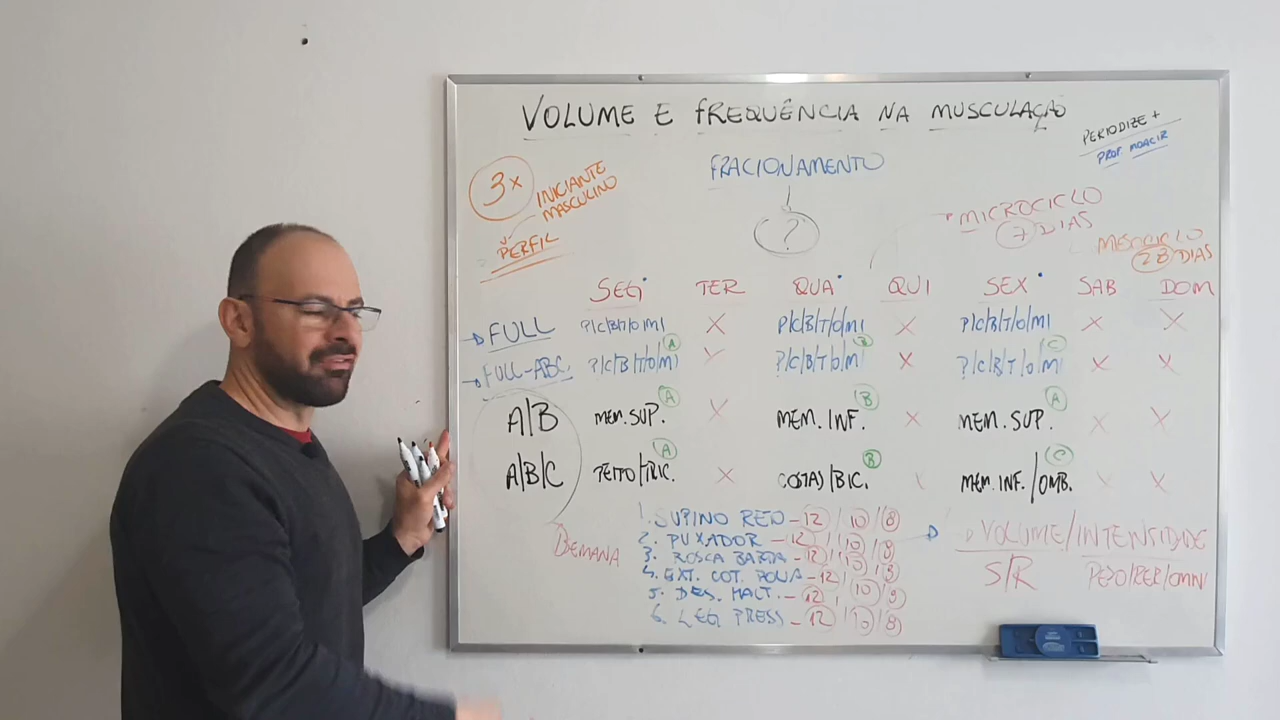 VOLUME E FREQUÊNCIA NA MUSCULAÇÃO
PERIODIZE +
PROF. MOACIR
FRACIONAMENTO
?
3x
INICIANTE
MASCULINO
PERFIL
MICROCICLO
7 DIAS
MESOCICLO
28 DIAS
SEG TER QUA QUI SEX SAB DOM
FULL P|C|B|T|O|M| X P|C|B|T|O|M| X P|C|B|T|O|M| X X
FULL-ABC P|C|B|T|O|M| A X P|C|B|T|O|M| B X P|C|B|T|O|M| C X X
A/B MEM. SUP. A X MEM. INF. B X MEM. SUP. A X X
A/B/C PEITO/TRIC. A X COSTAS/BIC. B X MEM. INF./OMB. C X X
SEMANA
1. SUPINO RETO - 12 / 10 / 8
2. PUXADOR - 12 / 10 / 8
3. ROSCA BARRA - 12 / 10 / 8
4. EXT. COT. POLIA - 12 / 10 / 8
5. DES. HALT. - 12 / 10 / 8
6. LEG PRESS - 12 / 10 / 8
VOLUME/INTENSIDADE
S/R PESO/RER/OMNI